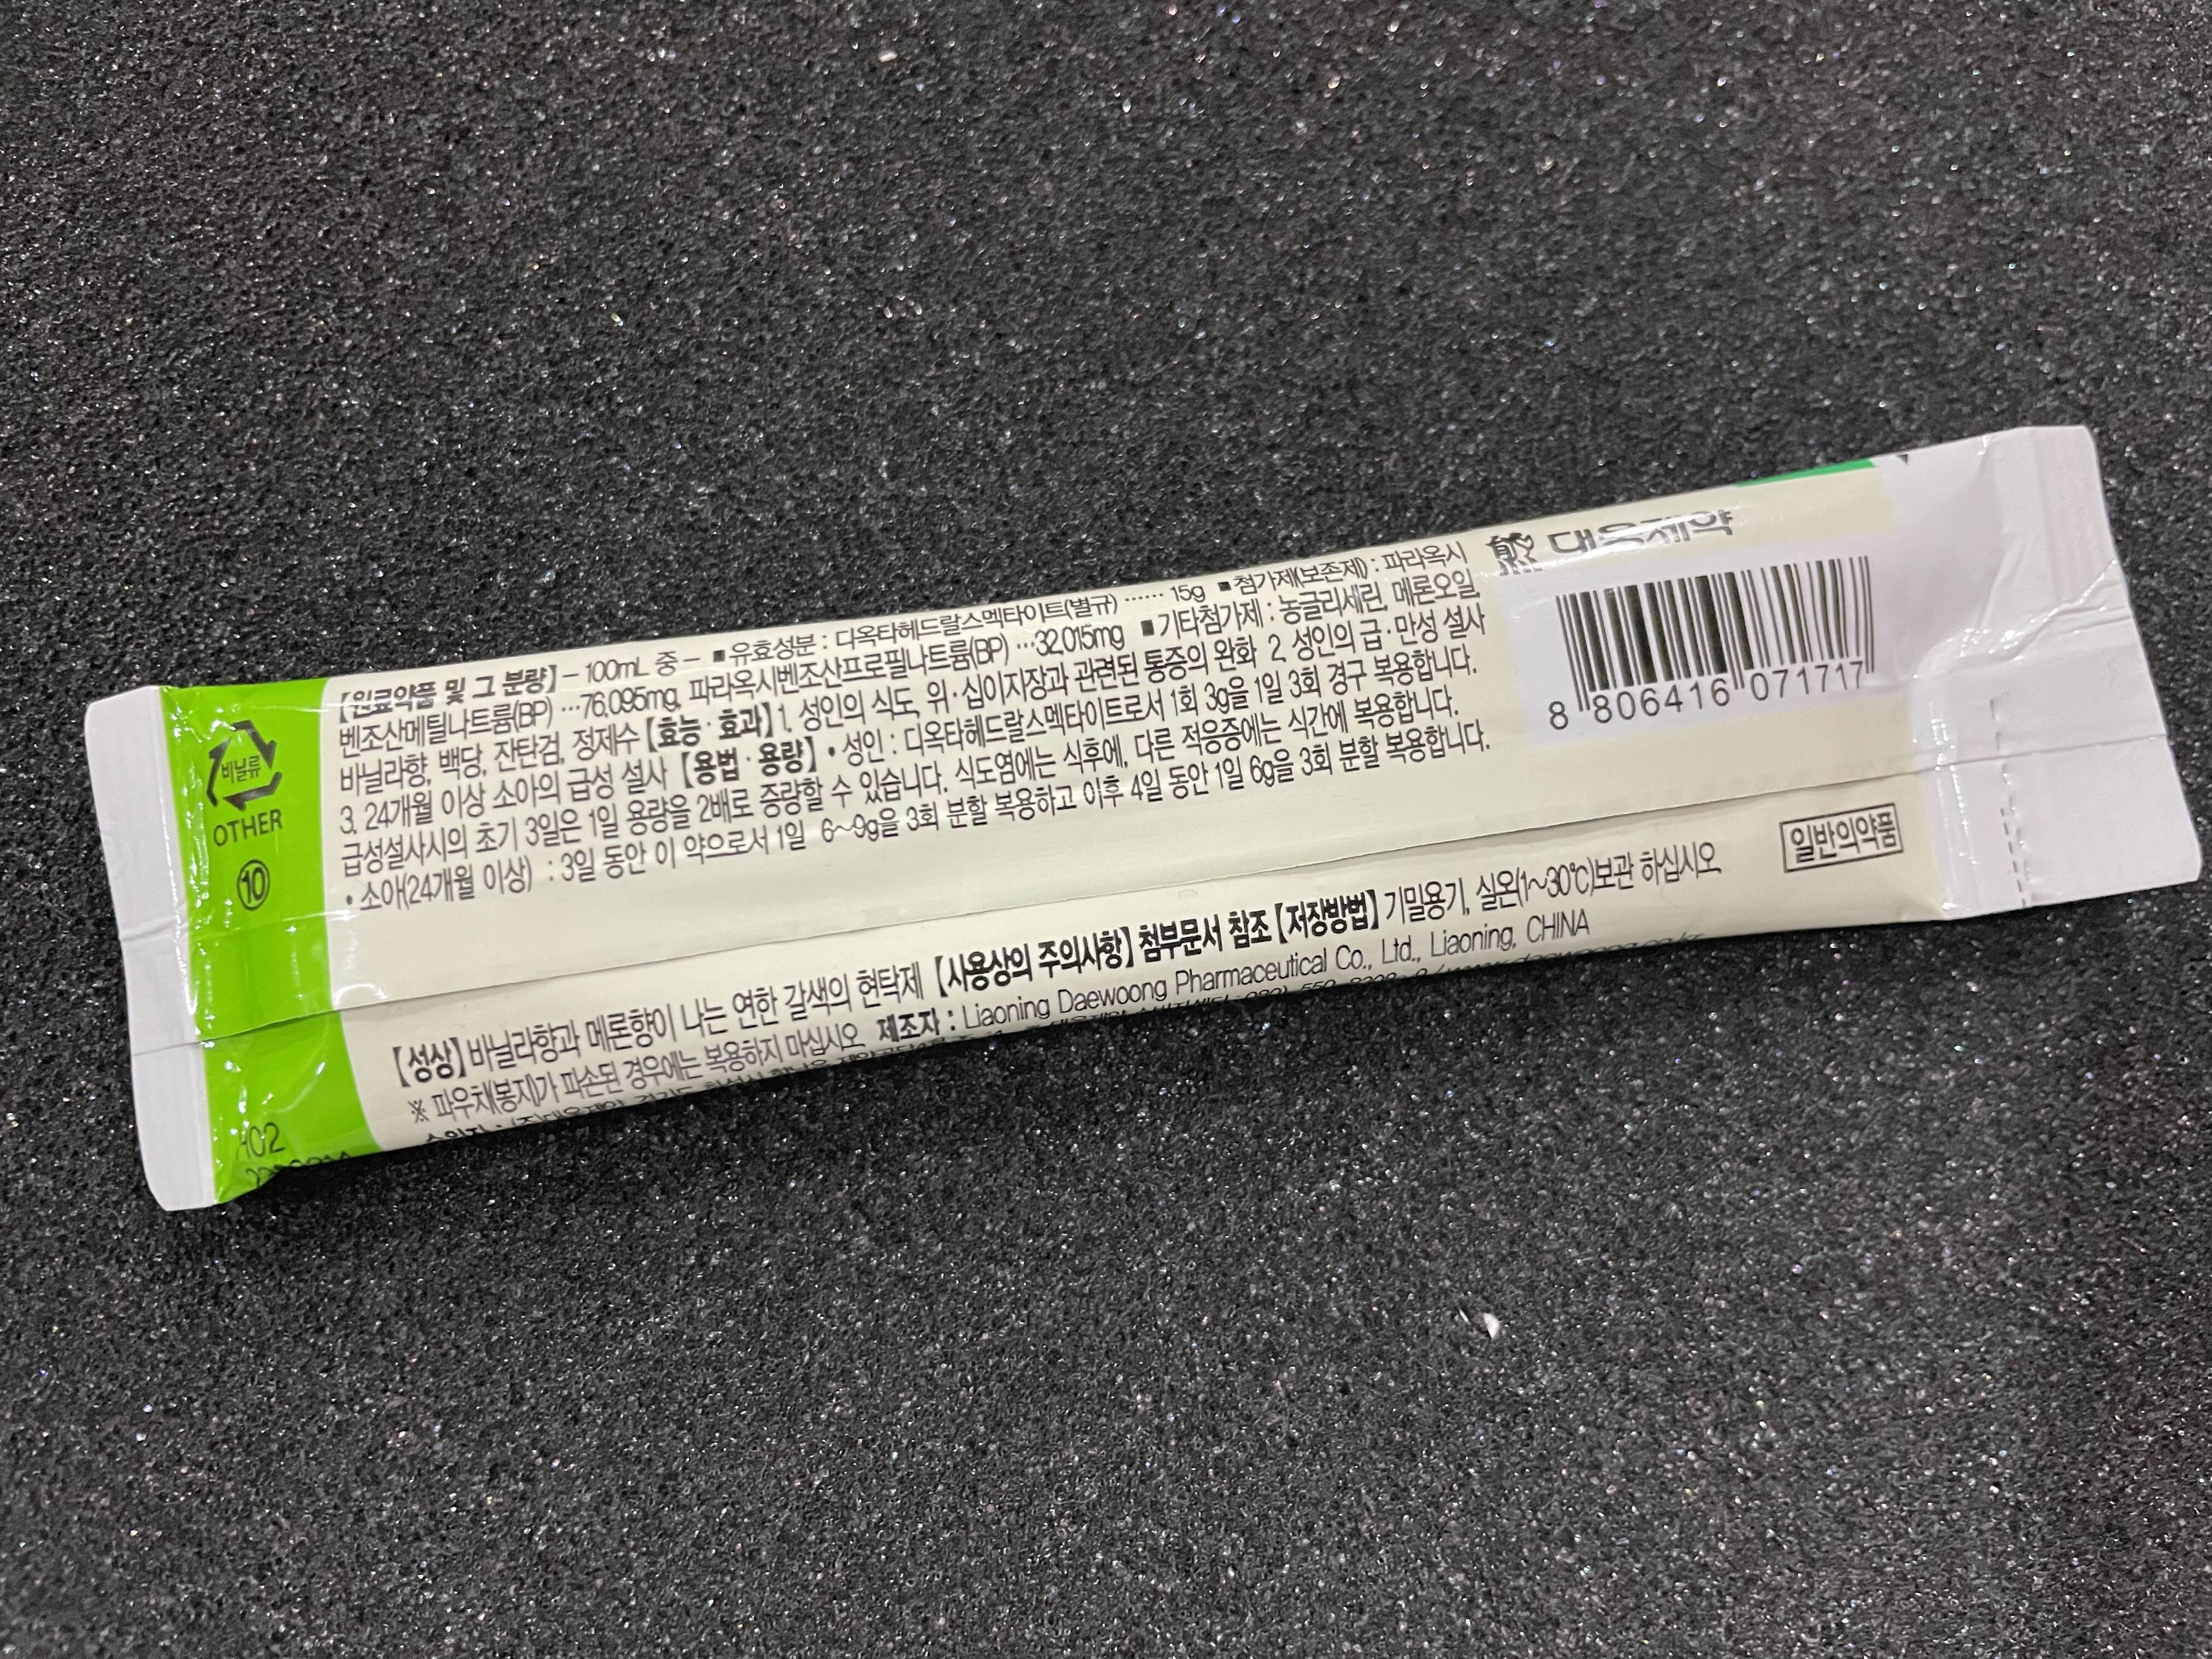 【원료약품 및 그 분량】 – 100mL 중 – ■ 유효성분 : 디옥타헤드랄스멕타이트(별규) ······ 15g ■ 첨가제(보존제) : 파라옥시
벤조산메틸나트륨(BP) ···76.095mg, 파라옥시벤조산프로필나트륨(BP) ···32.015mg ■ 기타첨가제 : 농글리세린, 메론오일,
바닐라향, 백당, 잔탄검, 정제수 【효능 · 효과】 1. 성인의 식도, 위·십이지장과 관련된 통증의 완화 2. 성인의 급·만성 설사
3. 24개월 이상 소아의 급성 설사 【용법 · 용량】 • 성인 : 디옥타헤드랄스멕타이트로서 1회 3g을 1일 3회 경구 복용합니다.
급성설사시의 초기 3일은 1일 용량을 2배로 증량할 수 있습니다. 식도염에는 식후에, 다른 적응증에는 식간에 복용합니다.
• 소아(24개월 이상) : 3일 동안 이 약으로서 1일 6~9g을 3회 분할 복용하고 이후 4일 동안 1일 6g을 3회 분할 복용합니다.
대웅제약
8 806416 071717
비닐류
OTHER
⑩
【성상】 바닐라향과 메론향이 나는 연한 갈색의 현탁제 【사용상의 주의사항】 첨부문서 참조 【저장방법】 기밀용기, 실온(1~30℃)보관 하십시오
※ 파우치(봉지)가 파손된 경우에는 복용하지 마십시오 제조자 : Liaoning Daewoong Pharmaceutical Co., Ltd., Liaoning, CHINA
일반의약품